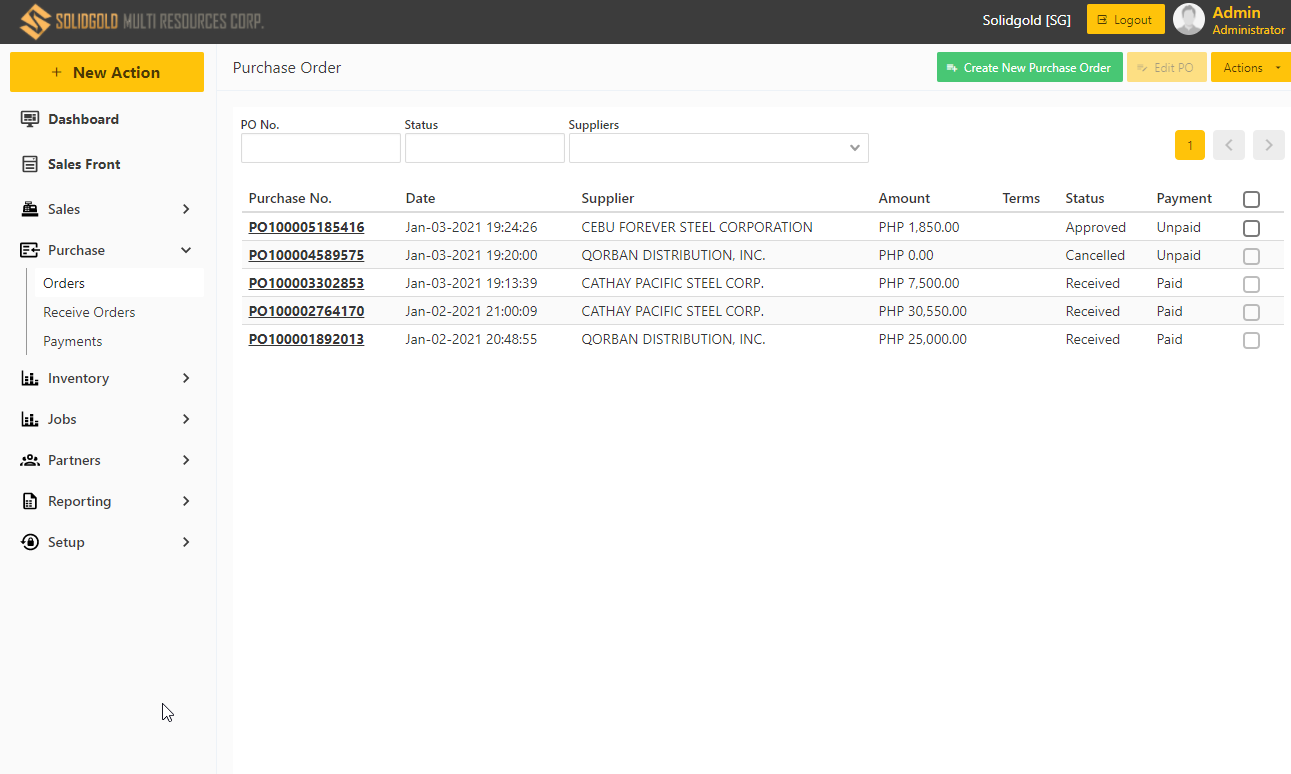 SOLIDGOLD MULTI RESOURCES CORP.
Solidgold [SG]
Logout
Admin
Administrator
+ New Action
Dashboard
Sales Front
Sales
Purchase
Orders
Receive Orders
Payments
Inventory
Jobs
Partners
Reporting
Setup
Purchase Order
Create New Purchase Order
Edit PO
Actions
PO No. Status Suppliers
1
Purchase No. Date Supplier Amount Terms Status Payment
PO100005185416 Jan-03-2021 19:24:26 CEBU FOREVER STEEL CORPORATION PHP 1,850.00 Approved Unpaid
PO100004589575 Jan-03-2021 19:20:00 QORBAN DISTRIBUTION, INC. PHP 0.00 Cancelled Unpaid
PO100003302853 Jan-03-2021 19:13:39 CATHAY PACIFIC STEEL CORP. PHP 7,500.00 Received Paid
PO100002764170 Jan-02-2021 21:00:09 CATHAY PACIFIC STEEL CORP. PHP 30,550.00 Received Paid
PO100001892013 Jan-02-2021 20:48:55 QORBAN DISTRIBUTION, INC. PHP 25,000.00 Received Paid